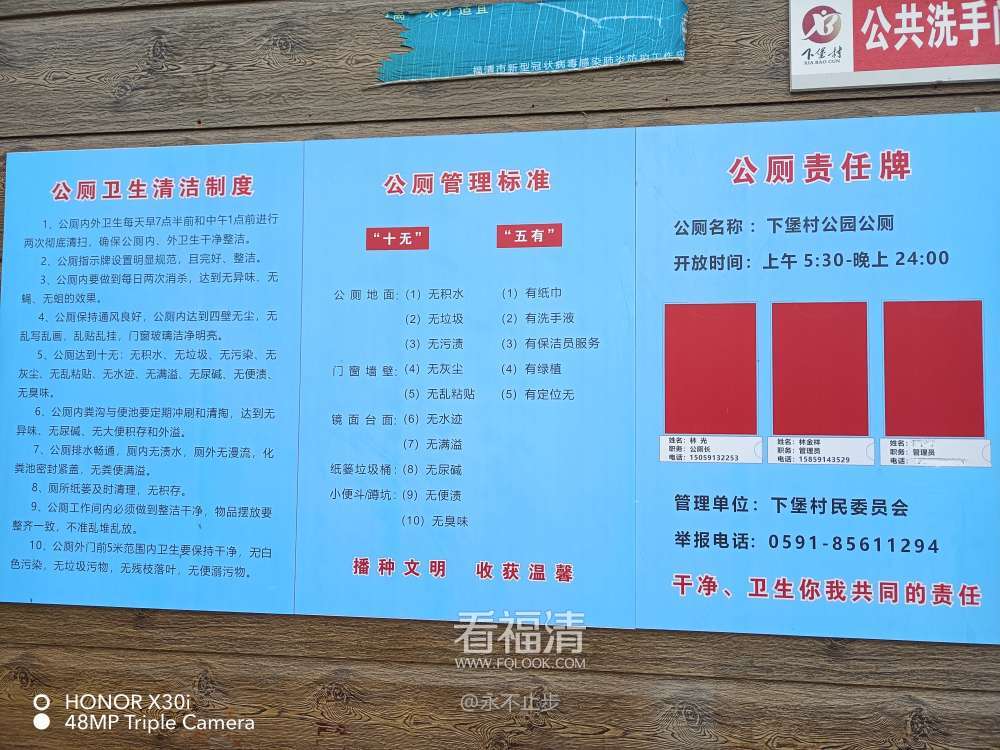 高
福清市新型冠状病毒感染肺炎防控工作应
下堡村
XIA BAO CUN
公共洗手间
公厕卫生清洁制度
1、公厕内外卫生每天早7点半前和中午1点前进行
两次彻底清扫，确保公厕内、外卫生干净整洁。
2、公厕指示牌设置明显规范，且完好、整洁。
3、公厕内要做到每日两次消杀，达到无异味、无
蝇、无蛆的效果。
4、公厕保持通风良好，公厕内达到四壁无尘，无
乱写乱画，乱贴乱挂，门窗玻璃洁净明亮。
5、公厕达到十无：无积水、无垃圾、无污染、无
灰尘、无乱粘贴、无水迹、无满溢、无尿碱、无便渍、
无臭味。
6、公厕内粪沟与便池要定期冲刷和清掏，达到无
异味、无尿碱、无大便积存和外溢。
7、公厕排水畅通，厕内无渍水，厕外无漫流，化
粪池密封紧盖，无粪便满溢。
8、厕所纸篓及时清理，无积存。
9、公厕工作间内必须做到整洁干净，物品摆放要
整齐一致，不准乱堆乱放。
10、公厕外门前5米范围内卫生要保持干净，无白
色污染，无垃圾污物，无残枝落叶，无便溺污物。
公厕管理标准
“十无” “五有”
公厕地面：（1）无积水 （1）有纸巾
（2）无垃圾 （2）有洗手液
（3）无污渍 （3）有保洁员服务
门窗墙壁：（4）无灰尘 （4）有绿植
（5）无乱粘贴 （5）有定位无
镜面台面：（6）无水迹
（7）无满溢
纸篓垃圾桶：（8）无尿碱
小便斗/蹲坑：（9）无便渍
（10）无臭味
播种文明 收获温馨
公厕责任牌
公厕名称：下堡村公园公厕
开放时间：上午 5:30-晚上 24:00
姓名：林 光
职务：公厕长
电话：15059132253
姓名：林金祥
职务：管理员
电话：15859143529
姓名：
职务：管理员
电话：
管理单位：下堡村民委员会
举报电话：0591-85611294
干净、卫生你我共同的责任
看福清
WWW.FQLOOK.COM
@永不止步
HONOR X30i
48MP Triple Camera